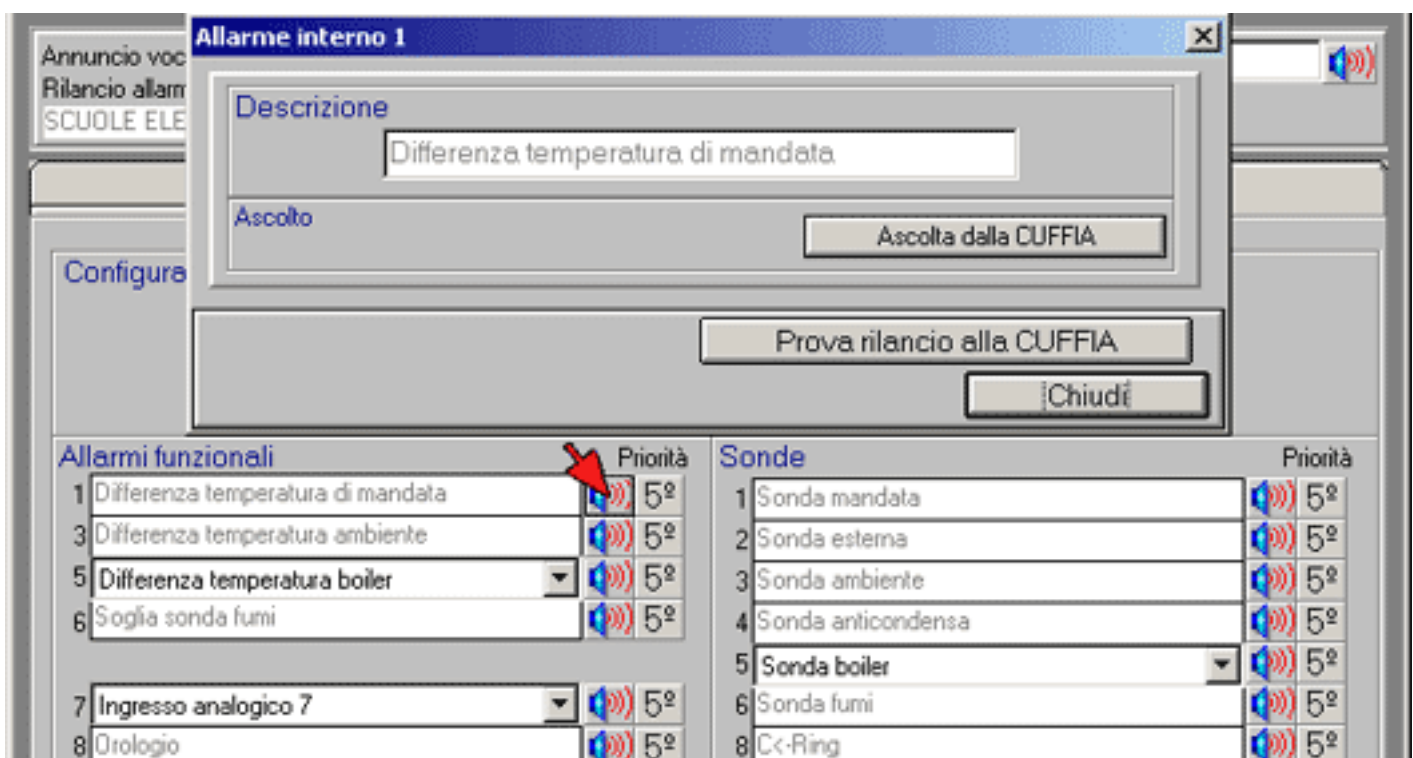 Allarme interno 1
Annuncio voc
Rilancio allarm
SCUOLE ELE
Descrizione
Differenza temperatura di mandata
Ascolto
Ascolta dalla CUFFIA
Configura
Prova rilancio alla CUFFIA
Chiudi
Allarmi funzionali Priorità
1 Differenza temperatura di mandata 5º
3 Differenza temperatura ambiente 5º
5 Differenza temperatura boiler 5º
6 Soglia sonda fumi 5º
7 Ingresso analogico 7 5º
8 Orologio 5º
Sonde Priorità
1 Sonda mandata 5º
2 Sonda esterna 5º
3 Sonda ambiente 5º
4 Sonda anticondensa 5º
5 Sonda boiler 5º
6 Sonda fumi 5º
8 C<-Ring 5º